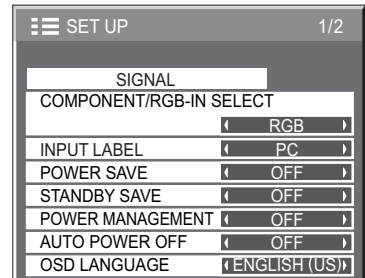 SET UP 1/2
SIGNAL
COMPONENT/RGB-IN SELECT
RGB
INPUT LABEL PC
POWER SAVE OFF
STANDBY SAVE OFF
POWER MANAGEMENT OFF
AUTO POWER OFF OFF
OSD LANGUAGE ENGLISH (US)